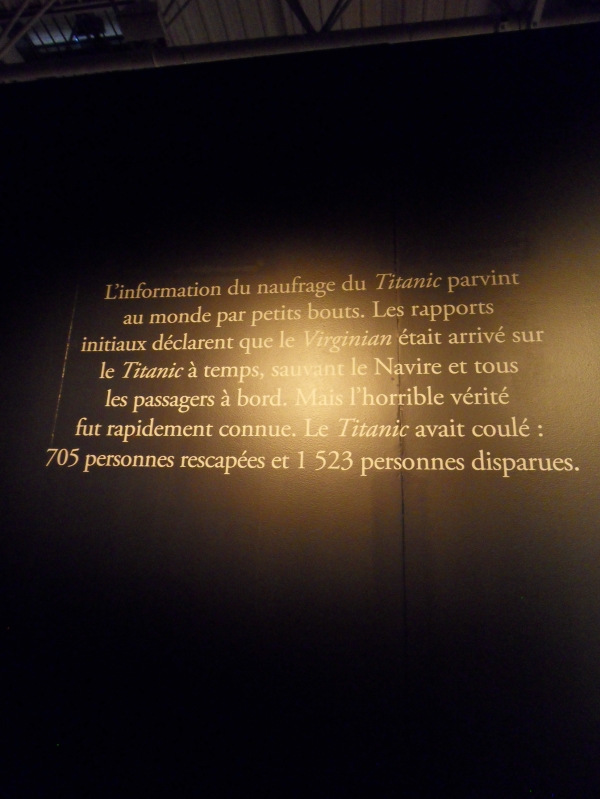 L’information du naufrage du Titanic parvint
au monde par petits bouts. Les rapports
initiaux déclarent que le Virginian était arrivé sur
le Titanic à temps, sauvant le Navire et tous
les passagers à bord. Mais l’horrible vérité
fut rapidement connue. Le Titanic avait coulé :
705 personnes rescapées et 1 523 personnes disparues.